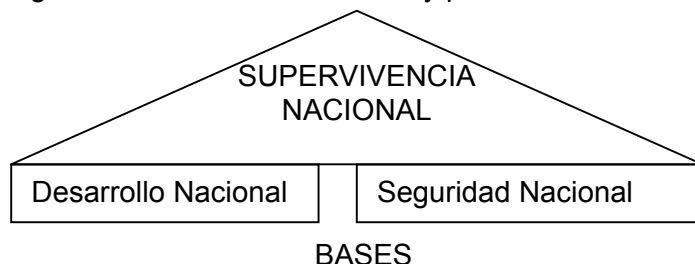 SUPERVIVENCIA
NACIONAL
Desarrollo Nacional Seguridad Nacional
BASES